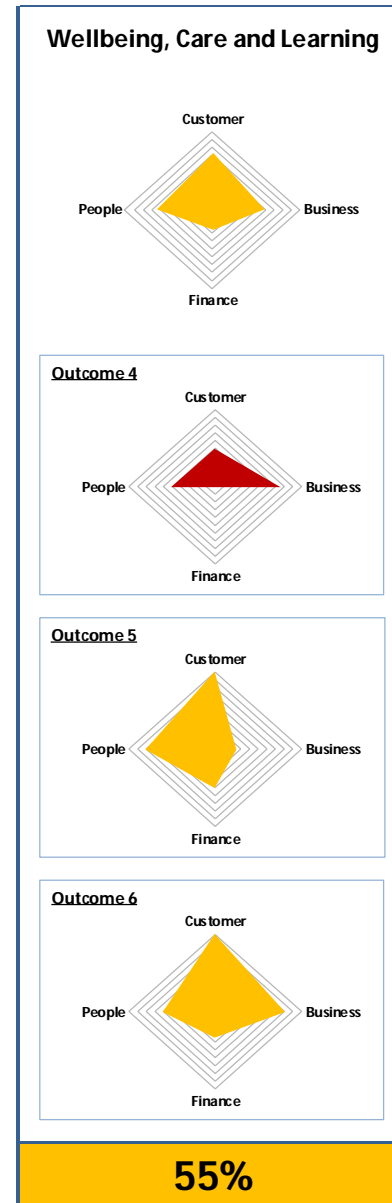 Wellbeing, Care and Learning
Customer
People
Business
Finance
Outcome 4
Customer
People
Business
Finance
Outcome 5
Customer
People
Business
Finance
Outcome 6
Customer
People
Business
Finance
55%